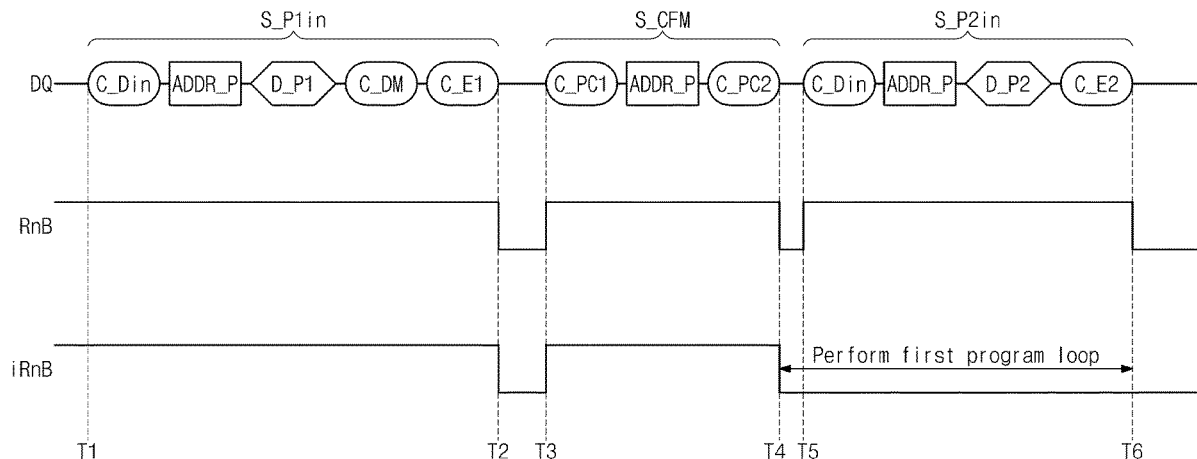 S_P1in S_CFM S_P2in
DQ C_Din ADDR_P D_P1 C_DM C_E1 C_PC1 ADDR_P C_PC2 C_Din ADDR_P D_P2 C_E2
RnB
iRnB Perform first program loop
T1 T2 T3 T4 T5 T6